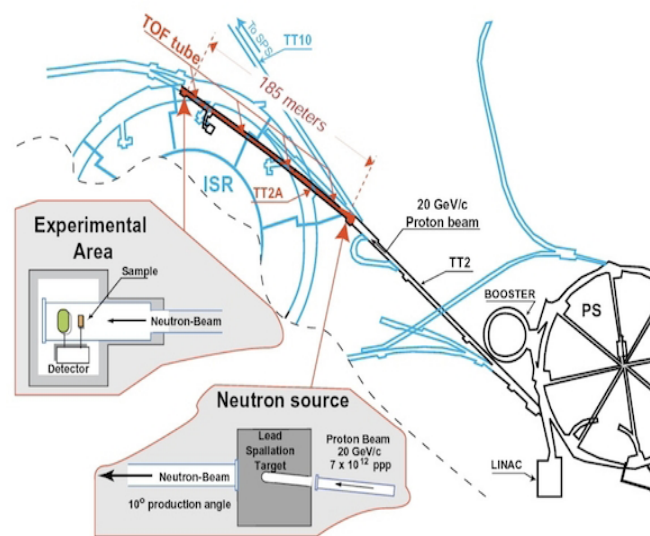 To SPS
TT10
TOF tube
185 meters
ISR
TT2A
20 GeV/c
Proton beam
TT2
BOOSTER
PS
LINAC
Experimental
Area
Sample
Neutron-Beam
Detector
Neutron source
Lead
Spallation
Target
Proton Beam
20 GeV/c
7 x 10¹² ppp
Neutron-Beam
10⁰ production angle